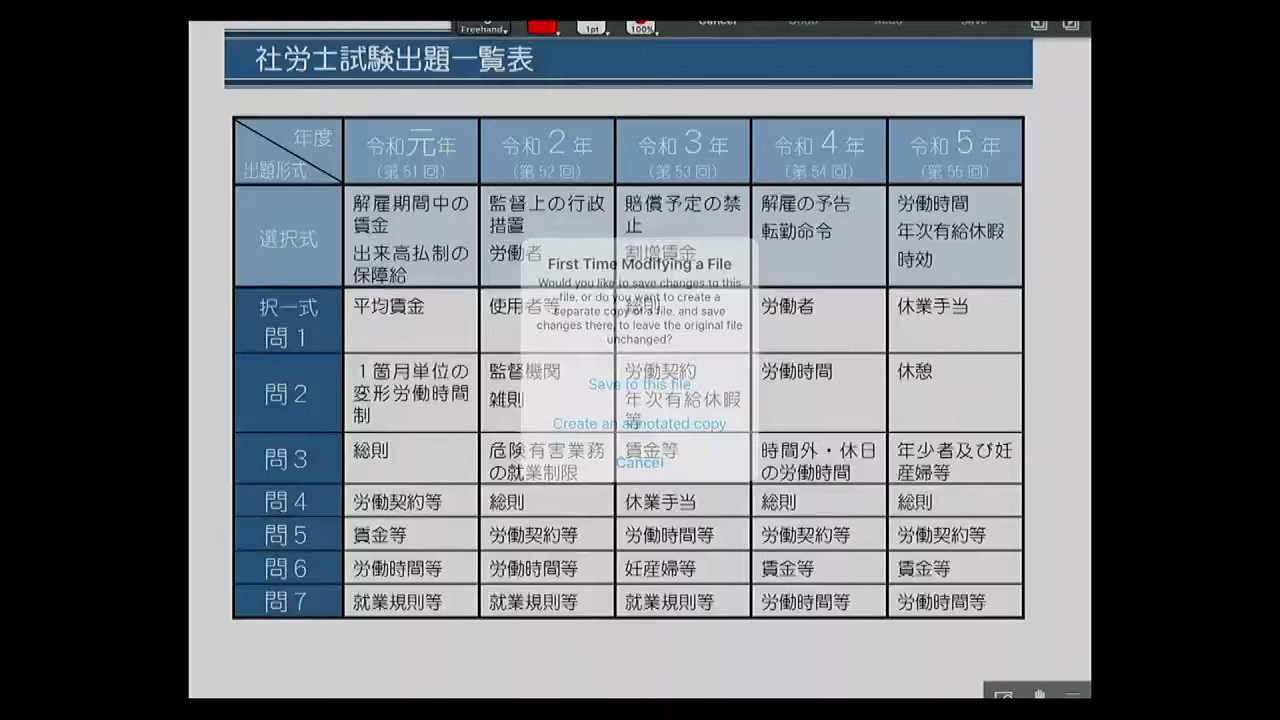 Freehand
1pt
100%
Cancel
Undo
Redo
Save
社労士試験出題一覧表
年度
出題形式
令和元年
(第51回)
令和2年
(第52回)
令和3年
(第53回)
令和4年
(第54回)
令和5年
(第55回)
選択式
解雇期間中の
賃金
出来高払制の
保障給
監督上の行政
措置
労働者
賠償予定の禁
止
割増賃金
解雇の予告
転勤命令
労働時間
年次有給休暇
時効
択一式
問1
平均賃金
使用者等
総則
労働者
休業手当
問2
1箇月単位の
変形労働時間
制
監督機関
雑則
労働契約
年次有給休暇
等
労働時間
休憩
問3
総則
危険有害業務
の就業制限
賃金等
時間外・休日
の労働時間
年少者及び妊
産婦等
問4
労働契約等
総則
休業手当
総則
総則
問5
賃金等
労働契約等
労働時間等
労働契約等
労働契約等
問6
労働時間等
労働時間等
妊産婦等
賃金等
賃金等
問7
就業規則等
就業規則等
就業規則等
労働時間等
労働時間等
First Time Modifying a File
Would you like to save changes to this
file, or do you want to create a
separate copy of a file, and save
changes there, to leave the original file
unchanged?
Save to this file
Create an annotated copy
Cancel